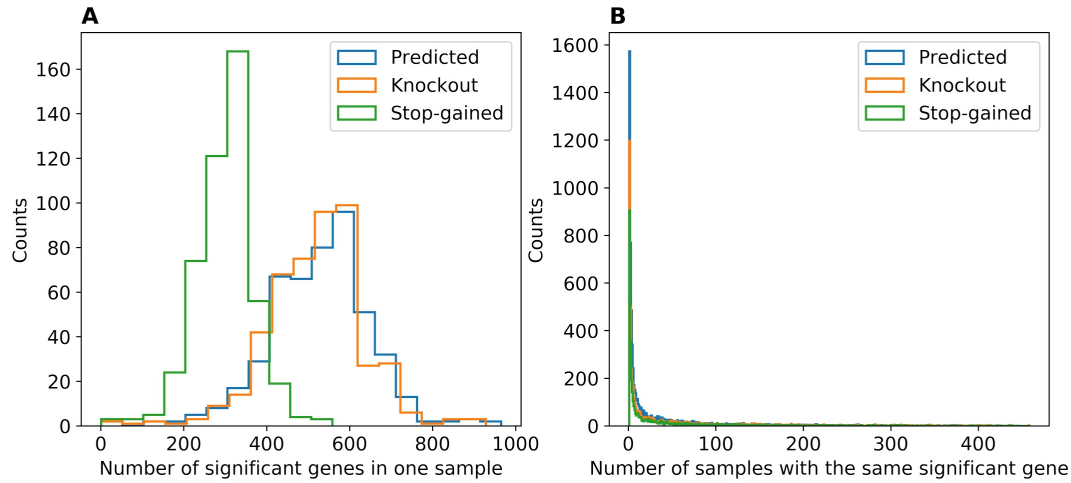 A
Counts
160
140
120
100
80
60
40
20
0
0
200
400
600
800
1000
Number of significant genes in one sample
Predicted
Knockout
Stop-gained
B
Counts
1600
1400
1200
1000
800
600
400
200
0
0
100
200
300
400
Number of samples with the same significant gene
Predicted
Knockout
Stop-gained